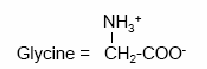 NH₃⁺
Glycine = CH₂-COO⁻